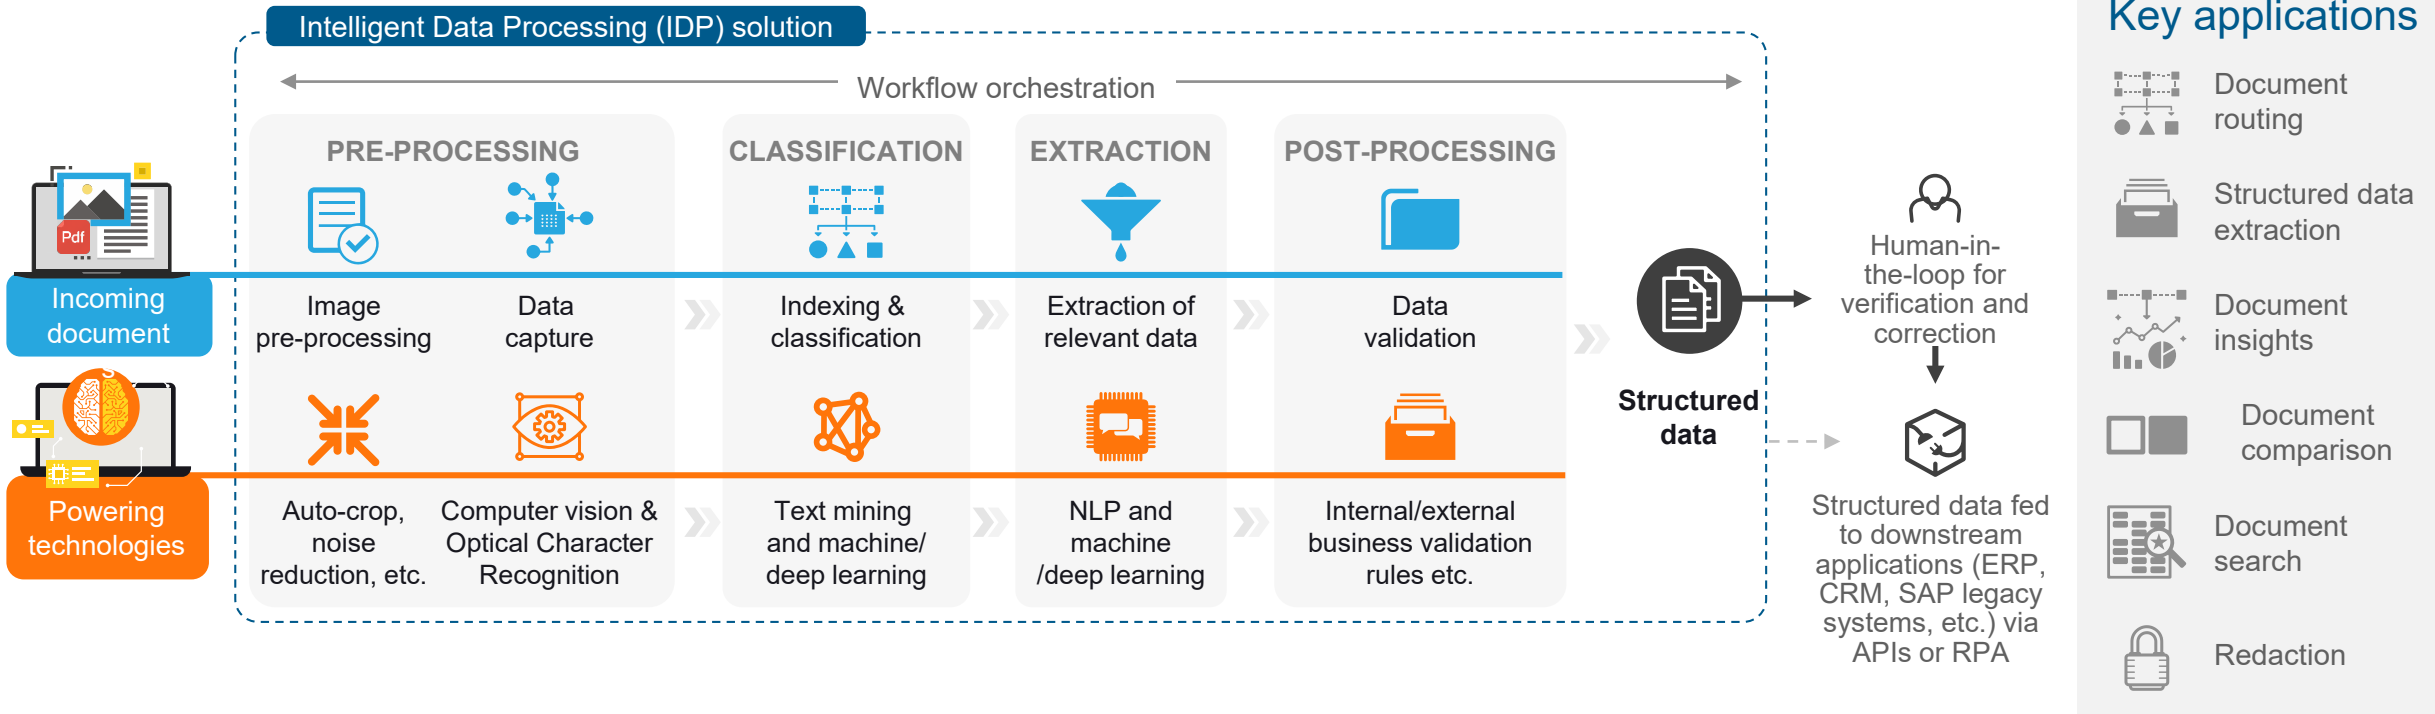 Intelligent Data Processing (IDP) solution
Workflow orchestration
PRE-PROCESSING
CLASSIFICATION
EXTRACTION
POST-PROCESSING
Pdf
Incoming
document
Image
pre-processing
Data
capture
Indexing &
classification
Extraction of
relevant data
Data
validation
Structured
data
Human-in-
the-loop for
verification and
correction
S
Powering
technologies
Auto-crop,
noise
reduction, etc.
Computer vision &
Optical Character
Recognition
Text mining
and machine/
deep learning
NLP and
machine
/deep learning
Internal/external
business validation
rules etc.
Structured data fed
to downstream
applications (ERP,
CRM, SAP legacy
systems, etc.) via
APIs or RPA
Key applications
Document
routing
Structured data
extraction
Document
insights
Document
comparison
Document
search
Redaction